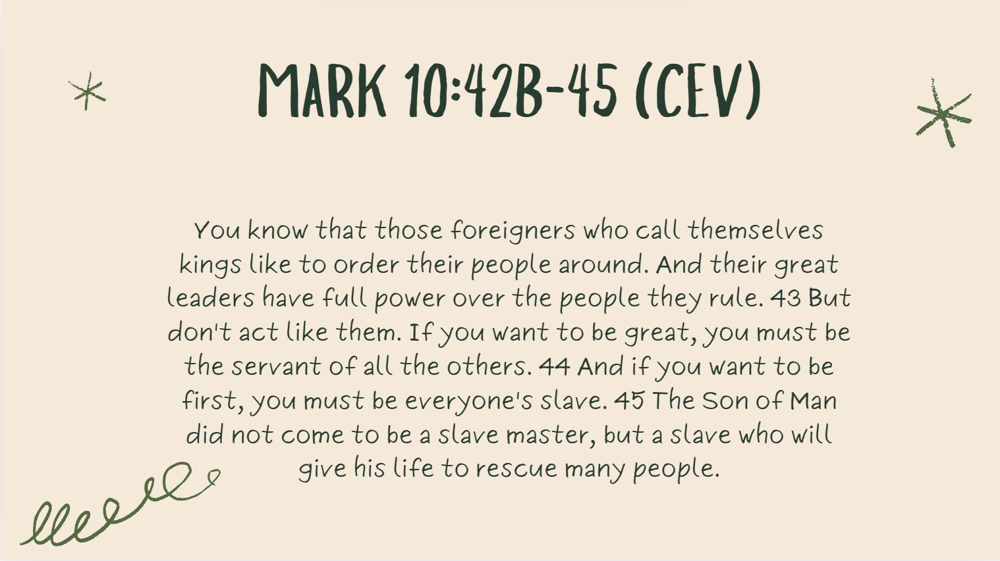 MARK 10:42B-45 (CEV)
You know that those foreigners who call themselves
kings like to order their people around. And their great
leaders have full power over the people they rule. 43 But
don't act like them. If you want to be great, you must be
the servant of all the others. 44 And if you want to be
first, you must be everyone's slave. 45 The Son of Man
did not come to be a slave master, but a slave who will
give his life to rescue many people.